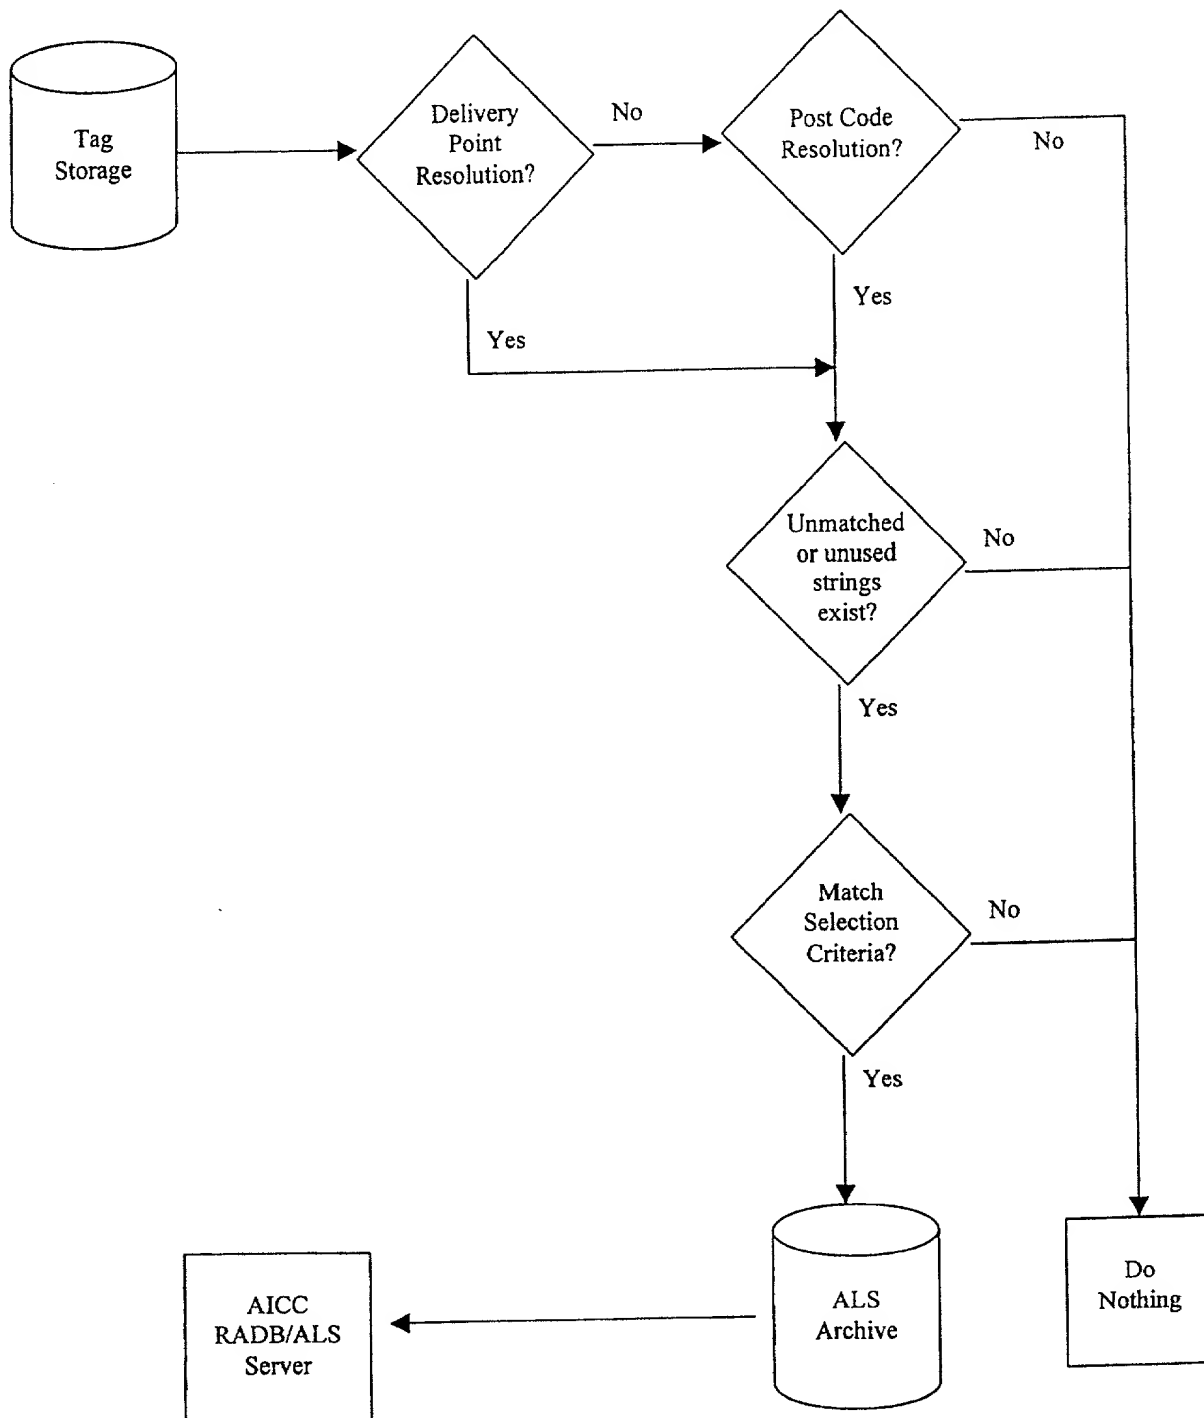 Tag
Storage
Delivery
Point
Resolution?
No
Post Code
Resolution?
No
Yes
Yes
Unmatched
or unused
strings
exist?
No
Yes
Match
Selection
Criteria?
No
Yes
AICC
RADB/ALS
Server
ALS
Archive
Do
Nothing